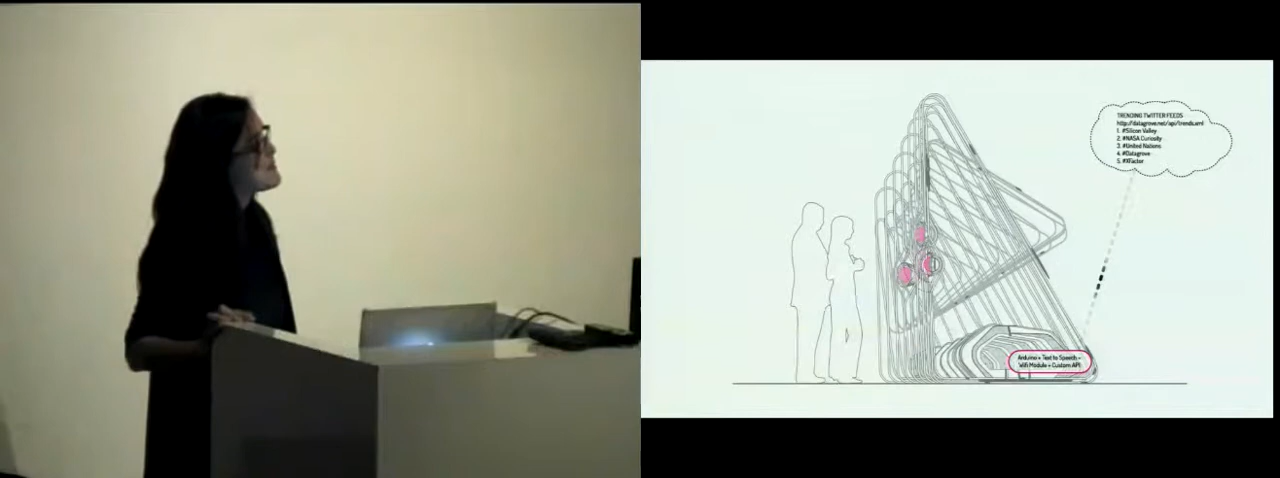 TRENDING TWITTER FEEDS
http://datagrove.net/api/trends.xml
1. #Silicon Valley
2. #NASA Curiosity
3. #United Nations
4. #Datagrove
5. #XFactor
Arduino + Text to Speech +
Wifi Module + Custom API